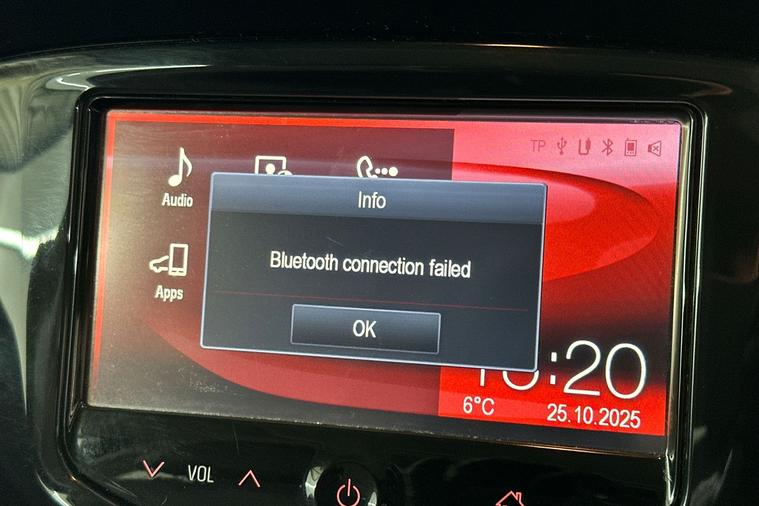 TP
Audio
Info
Bluetooth connection failed
Apps
OK
:20
6°C
25.10.2025
VOL